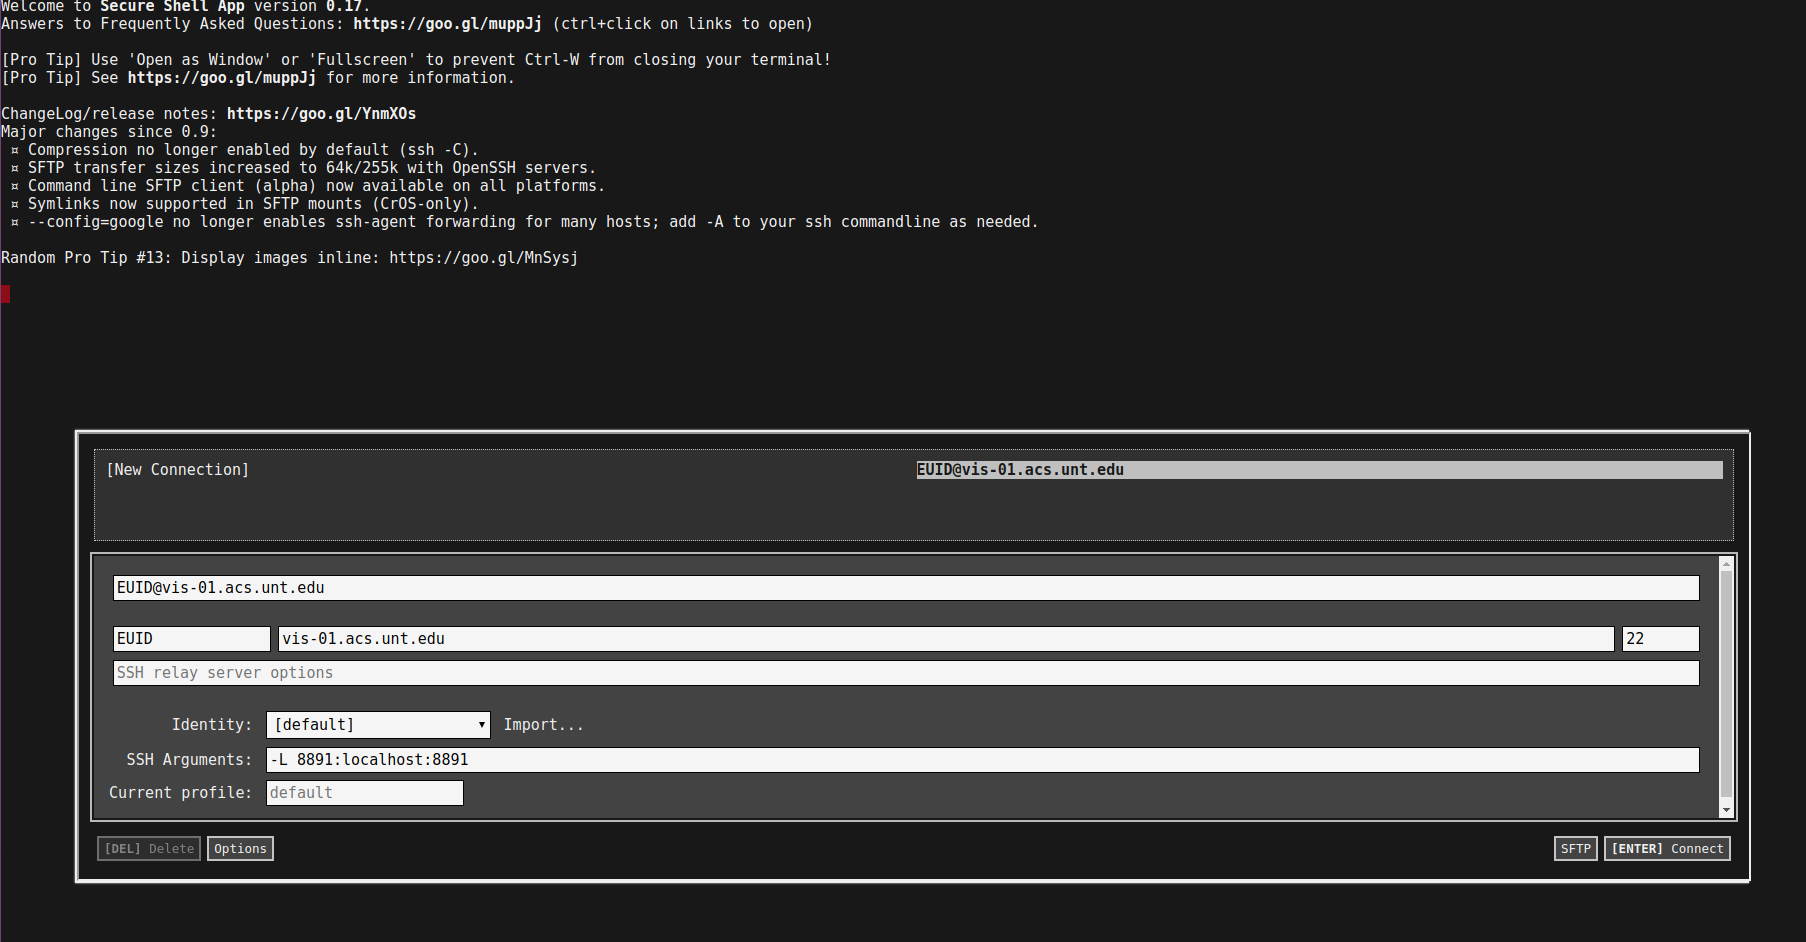 Welcome to Secure Shell App version 0.17.
Answers to Frequently Asked Questions: https://goo.gl/muppJj (ctrl+click on links to open)
[Pro Tip] Use 'Open as Window' or 'Fullscreen' to prevent Ctrl-W from closing your terminal!
[Pro Tip] See https://goo.gl/muppJj for more information.
ChangeLog/release notes: https://goo.gl/YnmXOs
Major changes since 0.9:
¤ Compression no longer enabled by default (ssh -C).
¤ SFTP transfer sizes increased to 64k/255k with OpenSSH servers.
¤ Command line SFTP client (alpha) now available on all platforms.
¤ Symlinks now supported in SFTP mounts (CrOS-only).
¤ --config=google no longer enables ssh-agent forwarding for many hosts; add -A to your ssh commandline as needed.
Random Pro Tip #13: Display images inline: https://goo.gl/MnSysj
[New Connection] EUID@vis-01.acs.unt.edu
EUID@vis-01.acs.unt.edu
EUID vis-01.acs.unt.edu 22
SSH relay server options
Identity: [default] Import...
SSH Arguments: -L 8891:localhost:8891
Current profile: default
[DEL] Delete Options SFTP [ENTER] Connect